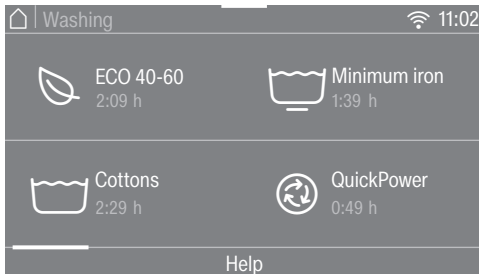 Washing
11:02
ECO 40-60
2:09 h
Minimum iron
1:39 h
Cottons
2:29 h
QuickPower
0:49 h
Help